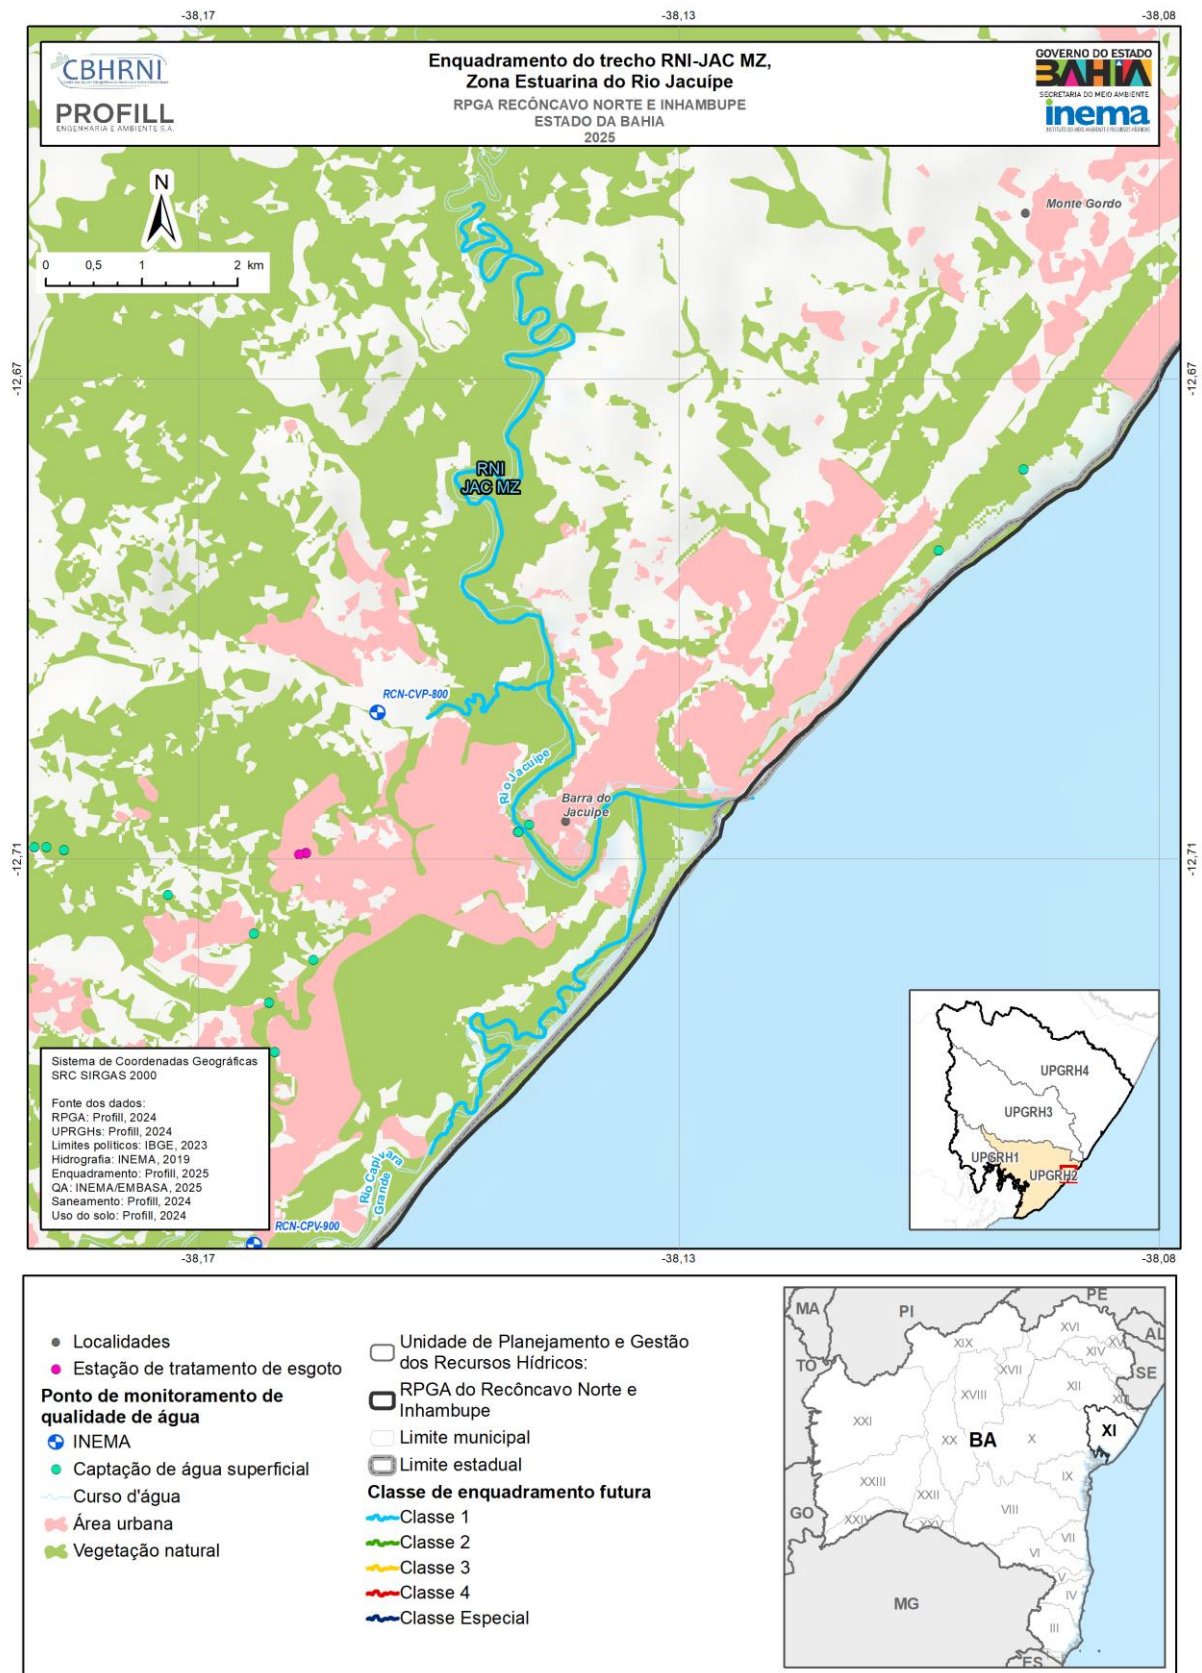 -38,17
-38,13
-38,08
CBHRNI
PROFILL
ENGENHARIA E AMBIENTE S.A.
Enquadramento do trecho RNI-JAC MZ,
Zona Estuarina do Rio Jacuípe
RPGA RECÔNCAVO NORTE E INHAMBUPE
ESTADO DA BAHIA
2025
GOVERNO DO ESTADO
BAHIA
SECRETARIA DO MEIO AMBIENTE
inema
INSTITUTO DO MEIO AMBIENTE E RECURSOS HÍDRICOS
N
0 0,5 1 2 km
Monte Gordo
-12,67
-12,67
RNI
JAC MZ
RCN-CVP-800
Rio Jacuípe
Barra do
Jacuípe
-12,71
-12,71
Sistema de Coordenadas Geográficas
SRC SIRGAS 2000
Fonte dos dados:
RPGA: Profill, 2024
UPRGHs: Profill, 2024
Limites políticos: IBGE, 2023
Hidrografia: INEMA, 2019
Enquadramento: Profill, 2025
QA: INEMA/EMBASA, 2025
Saneamento: Profill, 2024
Uso do solo: Profill, 2024
Rio Capivara
Grande
RCN-CPV-900
UPGRH4
UPGRH3
UPGRH1
UPGRH2
-38,17
-38,13
-38,08
Localidades
Estação de tratamento de esgoto
Ponto de monitoramento de
qualidade de água
INEMA
Captação de água superficial
Curso d'água
Área urbana
Vegetação natural
Unidade de Planejamento e Gestão
dos Recursos Hídricos:
RPGA do Recôncavo Norte e
Inhambupe
Limite municipal
Limite estadual
Classe de enquadramento futura
Classe 1
Classe 2
Classe 3
Classe 4
Classe Especial
MA
PI
PE
AL
TO
SE
XIX
XVI
XV
XIV
XVII
XVIII
XII
XIII
XXI
XX
BA
X
XI
XXIII
XXII
IX
GO
XXIV
XXV
VIII
VII
VI
V
IV
MG
III
ES